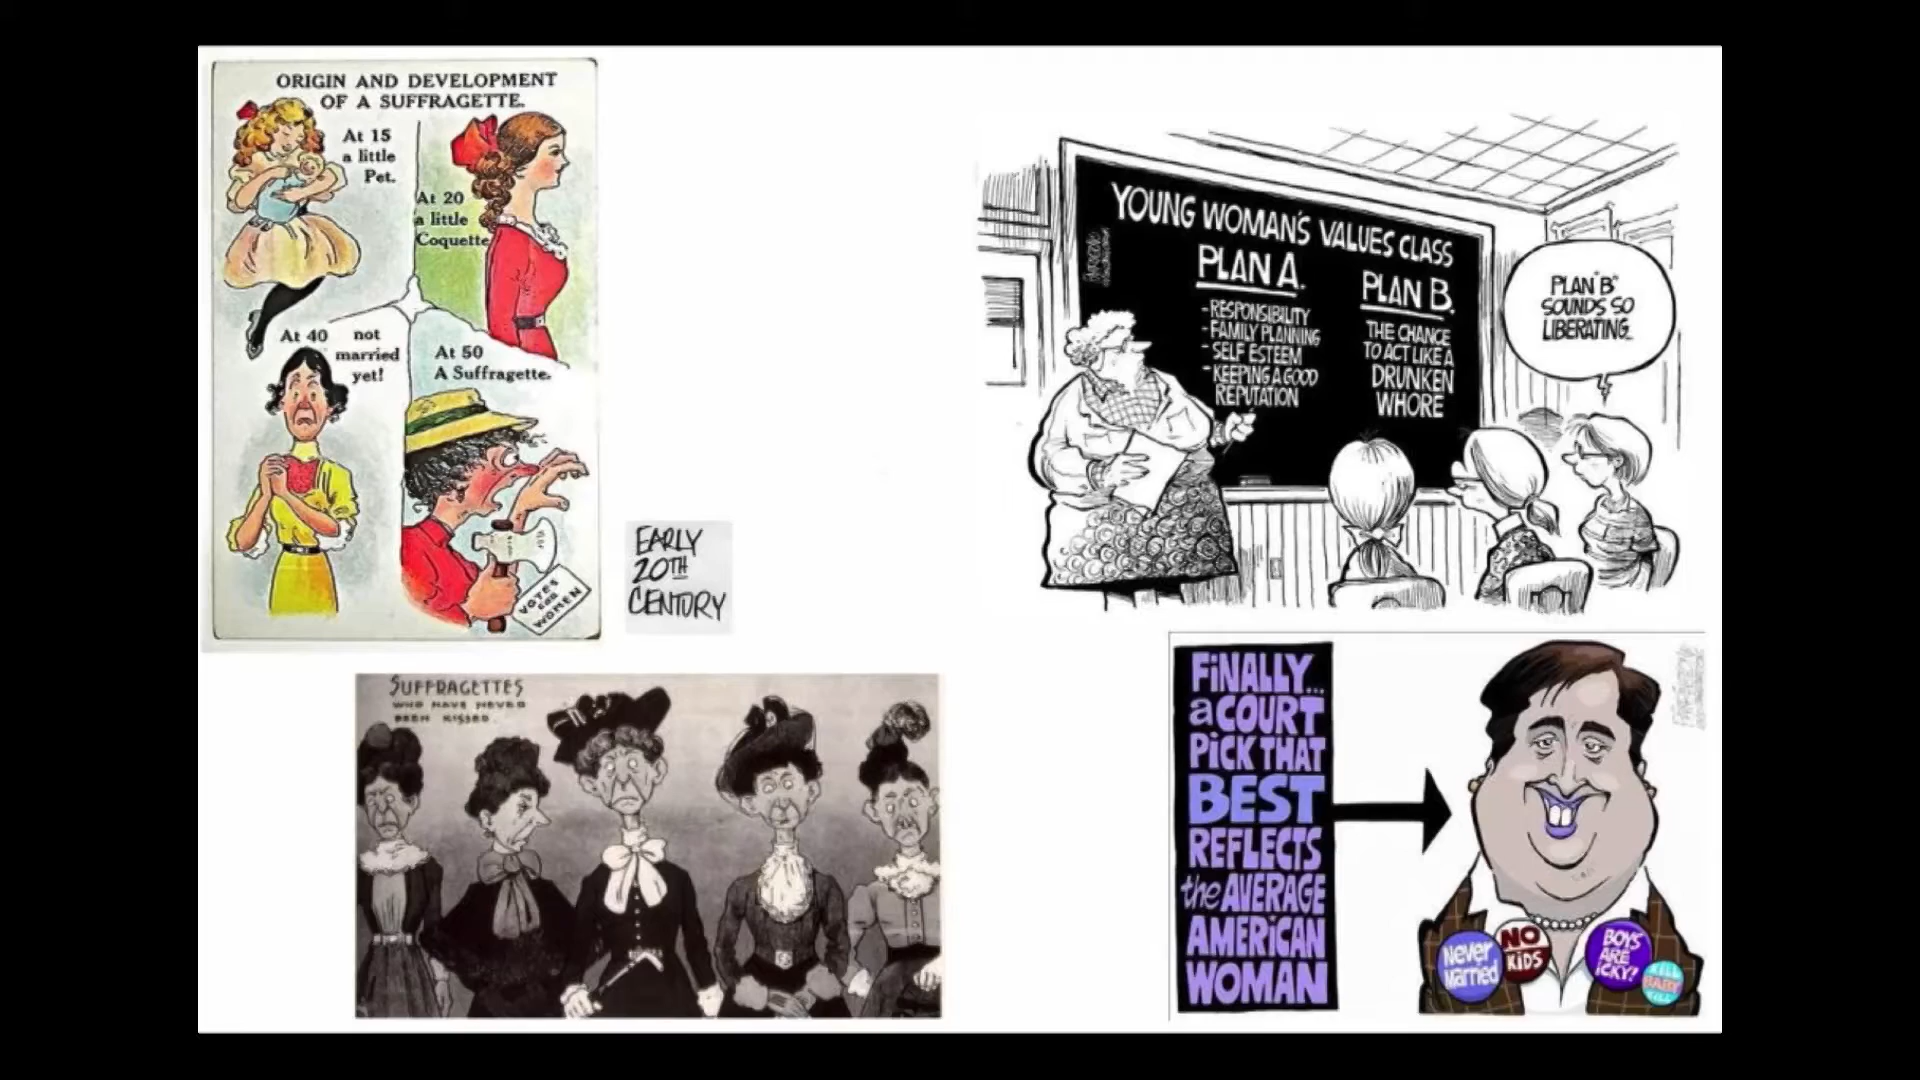 ORIGIN AND DEVELOPMENT
OF A SUFFRAGETTE.
At 15
a little
Pet.
At 20
a little
Coquette
At 40 not
married
yet!
At 50
A Suffragette.
VOTES
FOR
WOMEN
EARLY
20TH
CENTURY
SUFFRAGETTES
WHO HAVE NEVER
BEEN KISSED
YOUNG WOMAN'S VALUES CLASS
PLAN A.
-RESPONSIBILITY
-FAMILY PLANNING
- SELF ESTEEM
-KEEPING A GOOD
REPUTATION
PLAN B.
THE CHANCE
TO ACT LIKE A
DRUNKEN
WHORE
PLAN "B"
SOUNDS SO
LIBERATING..
FiNALLY...
a COURT
PiCK THAT
BEST
REFLECTS
the AVERAGE
AMERiCAN
WOMAN
Never
Married
NO
KiDS
BOYS
ARE
iCKY!
KiLL
BABY
KiLL